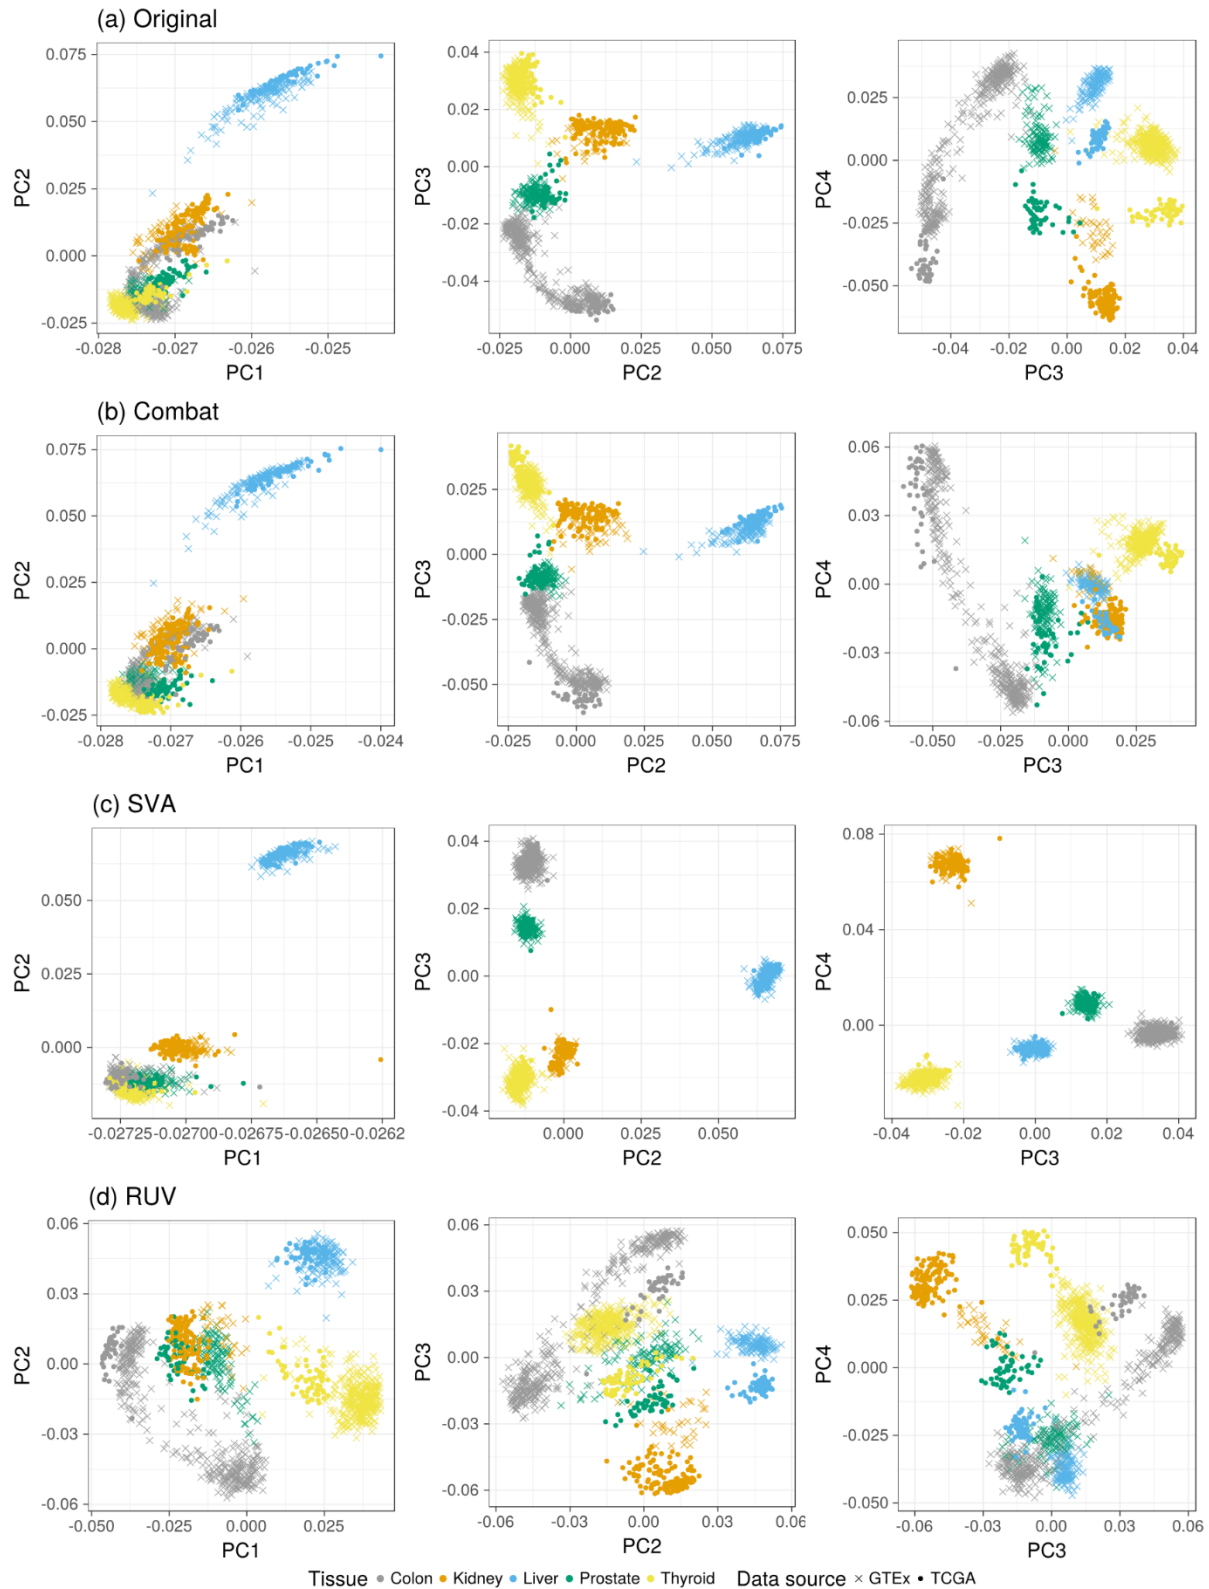 (a) Original
0.075
0.050
0.025
0.000
-0.025
PC2
-0.028 -0.027 -0.026 -0.025
PC1
0.04
0.02
0.00
-0.02
-0.04
PC3
-0.025 0.000 0.025 0.050 0.075
PC2
0.025
0.000
-0.025
-0.050
PC4
-0.04 -0.02 0.00 0.02 0.04
PC3
(b) Combat
0.075
0.050
0.025
0.000
-0.025
PC2
-0.028 -0.027 -0.026 -0.025 -0.024
PC1
0.025
0.000
-0.025
-0.050
PC3
-0.025 0.000 0.025 0.050 0.075
PC2
0.06
0.03
0.00
-0.03
-0.06
PC4
-0.050 -0.025 0.000 0.025
PC3
(c) SVA
0.050
0.025
0.000
PC2
-0.02725 -0.02700 -0.02675 -0.02650 -0.0262
PC1
0.04
0.02
0.00
-0.02
-0.04
PC3
0.000 0.050
PC2
0.08
0.04
0.00
PC4
-0.04 -0.02 0.00 0.02 0.04
PC3
(d) RUV
0.06
0.03
0.00
-0.03
-0.06
PC2
-0.050 -0.025 0.000 0.025
PC1
0.06
0.03
0.00
-0.03
-0.06
PC3
-0.06 -0.03 0.00 0.03 0.06
PC2
0.050
0.025
0.000
-0.025
-0.050
PC4
-0.06 -0.03 0.00 0.03 0.06
PC3
Tissue Colon Kidney Liver Prostate Thyroid Data source GTEx TCGA